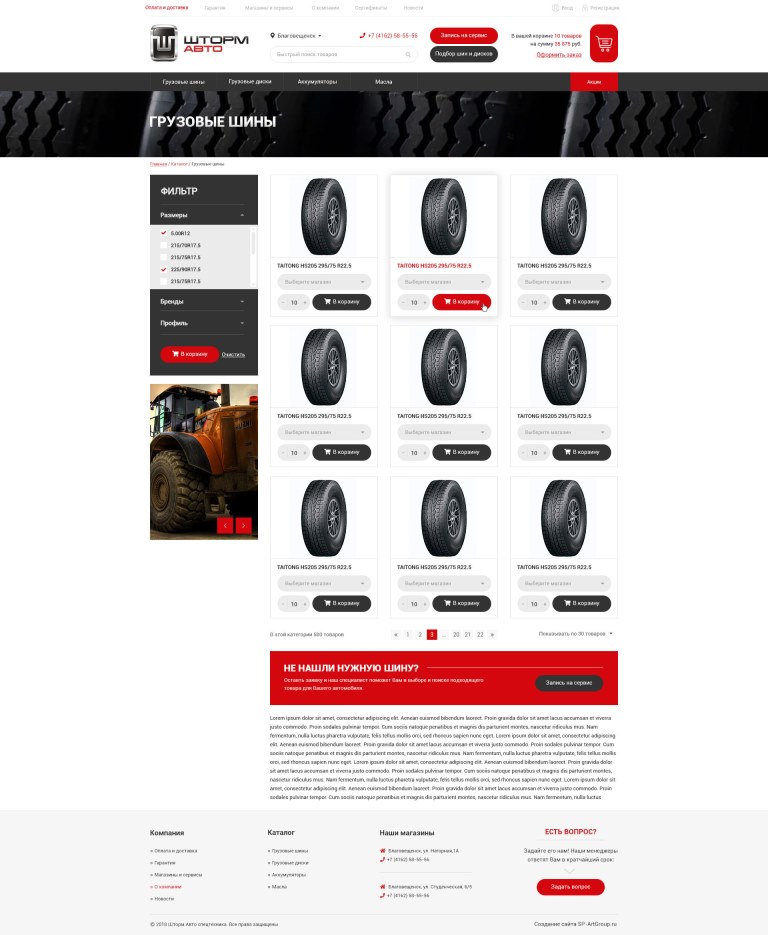 Оплата и доставка Гарантия Магазины и сервисы О компании Сертификаты Новости Вход Регистрация
Ш ШТОРМ АВТО
Благовещенск +7 (4162) 58-55-56 Запись на сервис
Быстрый поиск товаров Подбор шин и дисков
В вашей корзине 10 товаров
на сумму 36 875 руб.
Оформить заказ
Грузовые шины Грузовые диски Аккумуляторы Масла Акции
ГРУЗОВЫЕ ШИНЫ
Главная / Каталог / Грузовые шины
ФИЛЬТР
Размеры
5.00R12
215/70R17.5
215/75R17.5
225/90R17.5
215/75R17.5
Бренды
Профиль
В корзину Очистить
TAITONG HS205 295/75 R22.5 TAITONG HS205 295/75 R22.5 TAITONG HS205 295/75 R22.5
Выберите магазин Выберите магазин Выберите магазин
- 10 + В корзину - 10 + В корзину - 10 + В корзину
TAITONG HS205 295/75 R22.5 TAITONG HS205 295/75 R22.5 TAITONG HS205 295/75 R22.5
Выберите магазин Выберите магазин Выберите магазин
- 10 + В корзину - 10 + В корзину - 10 + В корзину
TAITONG HS205 295/75 R22.5 TAITONG HS205 295/75 R22.5 TAITONG HS205 295/75 R22.5
Выберите магазин Выберите магазин Выберите магазин
- 10 + В корзину - 10 + В корзину - 10 + В корзину
В этой категории 580 товаров « 1 2 3 ... 20 21 22 » Показывать по 30 товаров
НЕ НАШЛИ НУЖНУЮ ШИНУ?
Оставь заявку и наш специалист поможет Вам в выборе и поиске подходящего
товара для Вашего автомобиля.
Запись на сервис
Lorem ipsum dolor sit amet, consectetur adipiscing elit. Aenean euismod bibendum laoreet. Proin gravida dolor sit amet lacus accumsan et viverra
justo commodo. Proin sodales pulvinar tempor. Cum sociis natoque penatibus et magnis dis parturient montes, nascetur ridiculus mus. Nam
fermentum, nulla luctus pharetra vulputate, felis tellus mollis orci, sed rhoncus sapien nunc eget. Lorem ipsum dolor sit amet, consectetur
adipiscing elit. Aenean euismod bibendum laoreet. Proin gravida dolor sit amet lacus accumsan et viverra justo commodo. Proin sodales pulvinar tempor. Cum
sociis natoque penatibus et magnis dis parturient montes, nascetur ridiculus mus. Nam fermentum, nulla luctus pharetra vulputate, felis tellus mollis
orci, sed rhoncus sapien nunc eget. Lorem ipsum dolor sit amet, consectetur adipiscing elit. Aenean euismod bibendum laoreet. Proin gravida dolor
sit amet lacus accumsan et viverra justo commodo. Proin sodales pulvinar tempor. Cum sociis natoque penatibus et magnis dis parturient montes,
nascetur ridiculus mus. Nam fermentum, nulla luctus pharetra vulputate, felis tellus mollis orci, sed rhoncus sapien nunc eget. Lorem ipsum dolor sit
amet, consectetur adipiscing elit. Aenean euismod bibendum laoreet. Proin gravida dolor sit amet lacus accumsan et viverra justo commodo. Proin
sodales pulvinar tempor. Cum sociis natoque penatibus et magnis dis parturient montes, nascetur ridiculus mus. Nam fermentum, nulla luctus
Компания
» Оплата и доставка
» Гарантия
» Магазины и сервисы
» О компании
» Новости
Каталог
» Грузовые шины
» Грузовые диски
» Аккумуляторы
» Масла
Наши магазины
Благовещенск, ул. Нагорная,1А
+7 (4162) 58-55-56
Благовещенск, ул. Студенческая, 6/5
+7 (4162) 58-55-56
ЕСТЬ ВОПРОС?
Задайте его нам! Наши менеджеры
ответят Вам в кратчайший срок:
Задать вопрос
© 2018 Шторм Авто спецтехника. Все права защищены Создание сайта SP-ArtGroup.ru